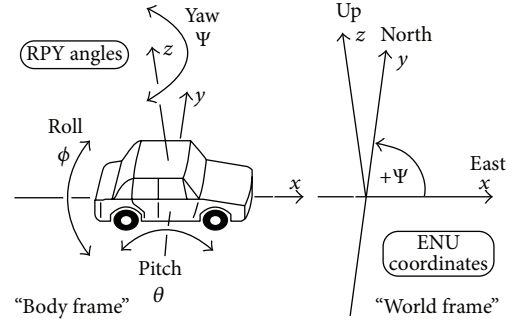 Yaw
Ψ
RPY angles
z
y
Roll
ϕ
x
Pitch
θ
"Body frame"
Up
z
North
y
+Ψ
East
x
ENU
coordinates
"World frame"